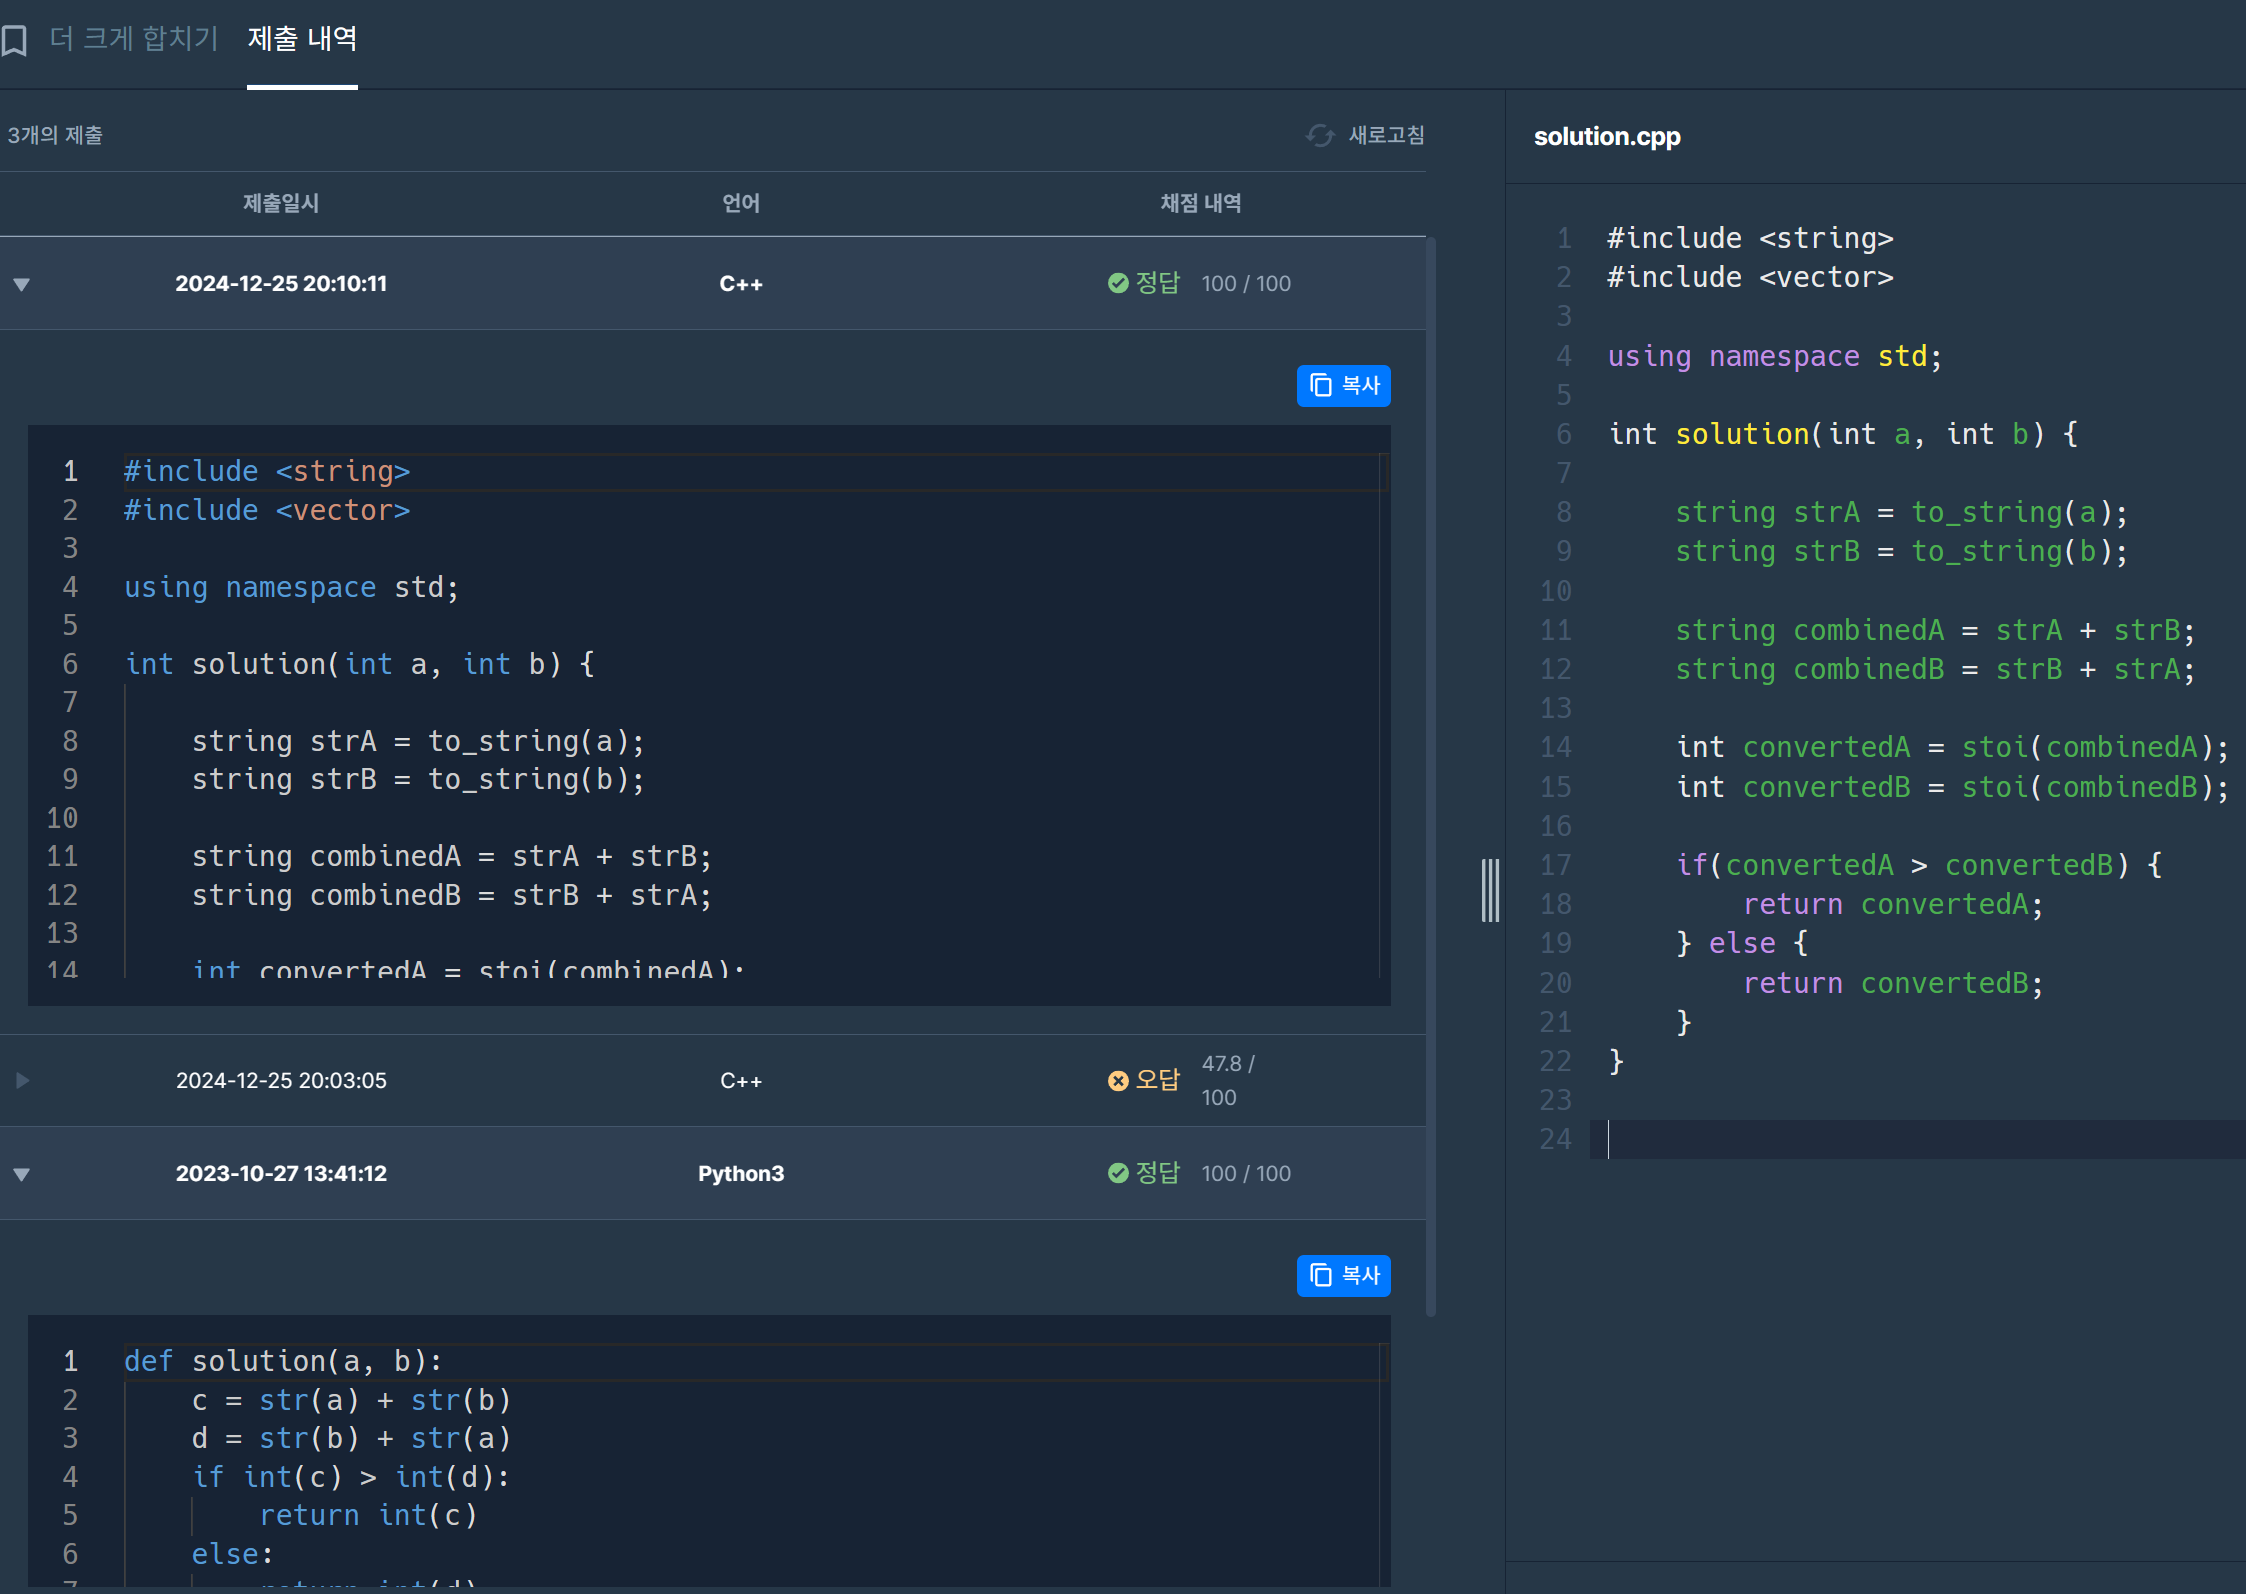 더 크게 합치기 제출 내역
3개의 제출 새로고침
제출일시 언어 채점 내역
2024-12-25 20:10:11 C++ 정답 100 / 100
복사
1 #include <string>
2 #include <vector>
3
4 using namespace std;
5
6 int solution(int a, int b) {
7
8 string strA = to_string(a);
9 string strB = to_string(b);
10
11 string combinedA = strA + strB;
12 string combinedB = strB + strA;
13
14 int convertedA = stoi(combinedA);
2024-12-25 20:03:05 C++ 오답 47.8 /
100
2023-10-27 13:41:12 Python3 정답 100 / 100
복사
1 def solution(a, b):
2 c = str(a) + str(b)
3 d = str(b) + str(a)
4 if int(c) > int(d):
5 return int(c)
6 else:
7 return int(d)
solution.cpp
1 #include <string>
2 #include <vector>
3
4 using namespace std;
5
6 int solution(int a, int b) {
7
8 string strA = to_string(a);
9 string strB = to_string(b);
10
11 string combinedA = strA + strB;
12 string combinedB = strB + strA;
13
14 int convertedA = stoi(combinedA);
15 int convertedB = stoi(combinedB);
16
17 if(convertedA > convertedB) {
18 return convertedA;
19 } else {
20 return convertedB;
21 }
22 }
23
24